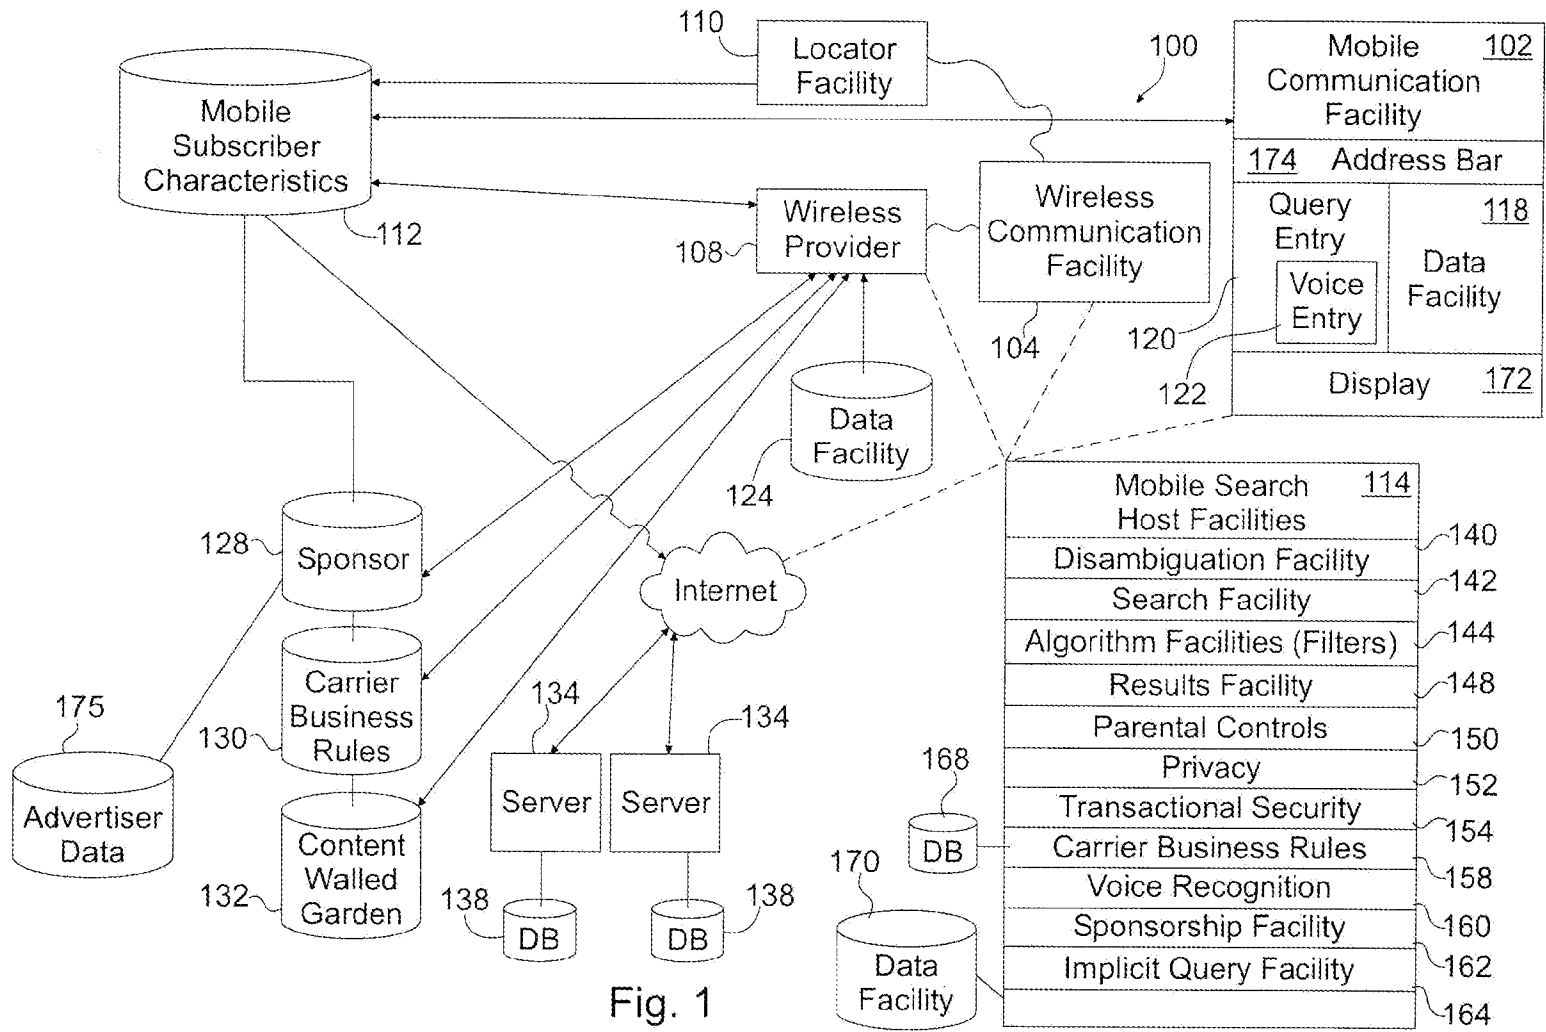 110
Locator
Facility
100
Mobile
Communication
Facility
102
174 Address Bar
Query
Entry
Voice
Entry
118
Data
Facility
120
122
Display 172
Mobile
Subscriber
Characteristics
112
Wireless
Provider
108
Wireless
Communication
Facility
104
Data
Facility
124
128
Sponsor
Internet
175
Advertiser
Data
130
Carrier
Business
Rules
132
Content
Walled
Garden
134
Server
134
Server
138
DB
DB
138
Mobile Search
Host Facilities
114
140
Disambiguation Facility
142
Search Facility
144
Algorithm Facilities (Filters)
148
Results Facility
150
Parental Controls
152
Privacy
154
Transactional Security
158
Carrier Business Rules
160
Voice Recognition
162
Sponsorship Facility
164
Implicit Query Facility
168
DB
170
Data
Facility
Fig. 1